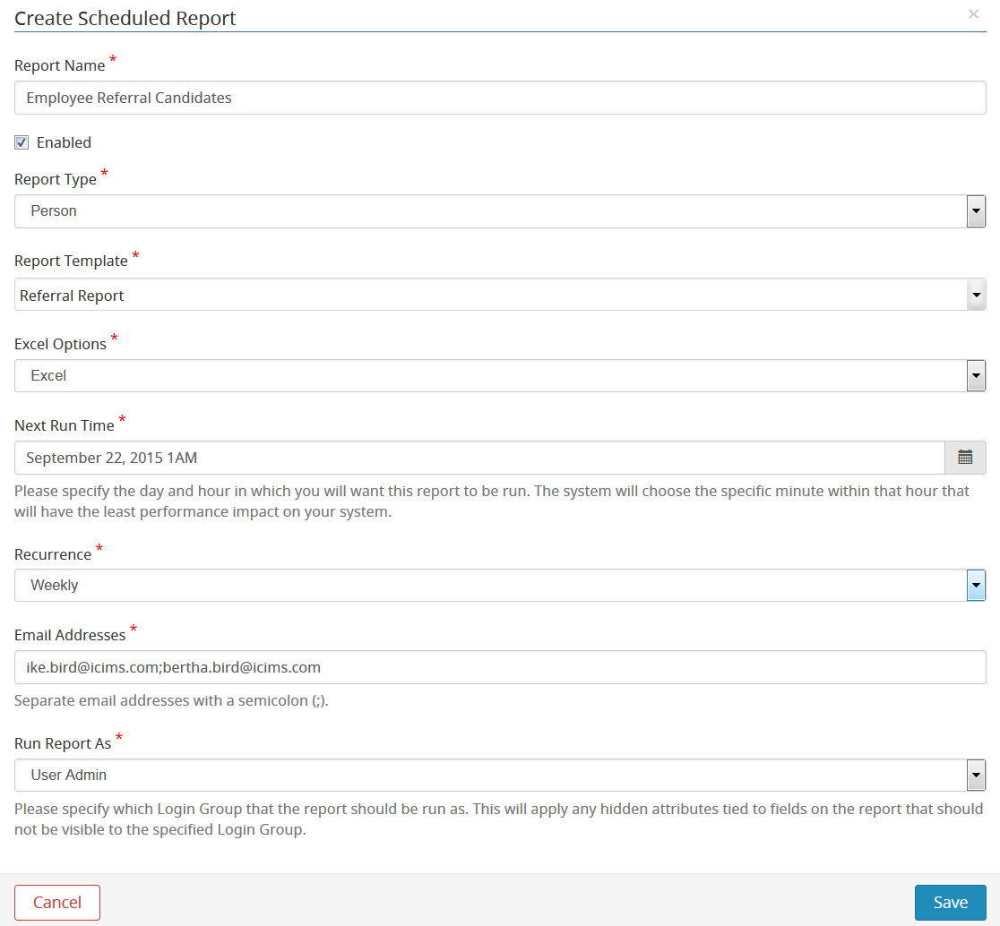 Create Scheduled Report
×
Report Name *
Employee Referral Candidates
Enabled
Report Type *
Person
Report Template *
Referral Report
Excel Options *
Excel
Next Run Time *
September 22, 2015 1AM
Please specify the day and hour in which you will want this report to be run. The system will choose the specific minute within that hour that
will have the least performance impact on your system.
Recurrence *
Weekly
Email Addresses *
ike.bird@icims.com;bertha.bird@icims.com
Separate email addresses with a semicolon (;).
Run Report As *
User Admin
Please specify which Login Group that the report should be run as. This will apply any hidden attributes tied to fields on the report that should
not be visible to the specified Login Group.
Cancel
Save